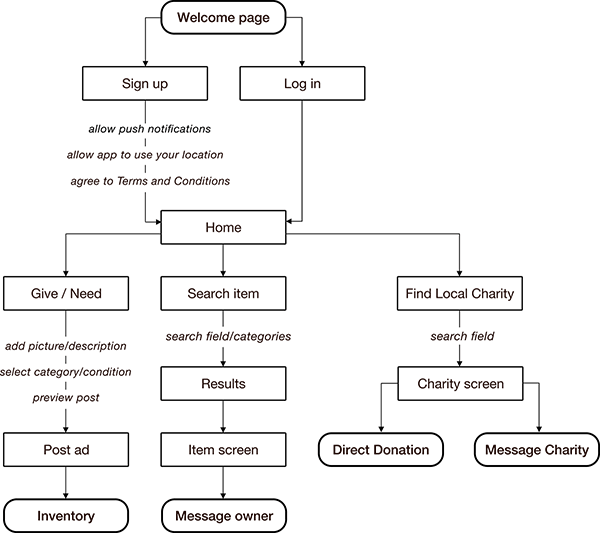 Welcome page
Sign up
Log in
allow push notifications
allow app to use your location
agree to Terms and Conditions
Home
Give / Need
Search item
Find Local Charity
add picture/description
select category/condition
preview post
search field/categories
search field
Results
Charity screen
Post ad
Item screen
Direct Donation
Message Charity
Inventory
Message owner